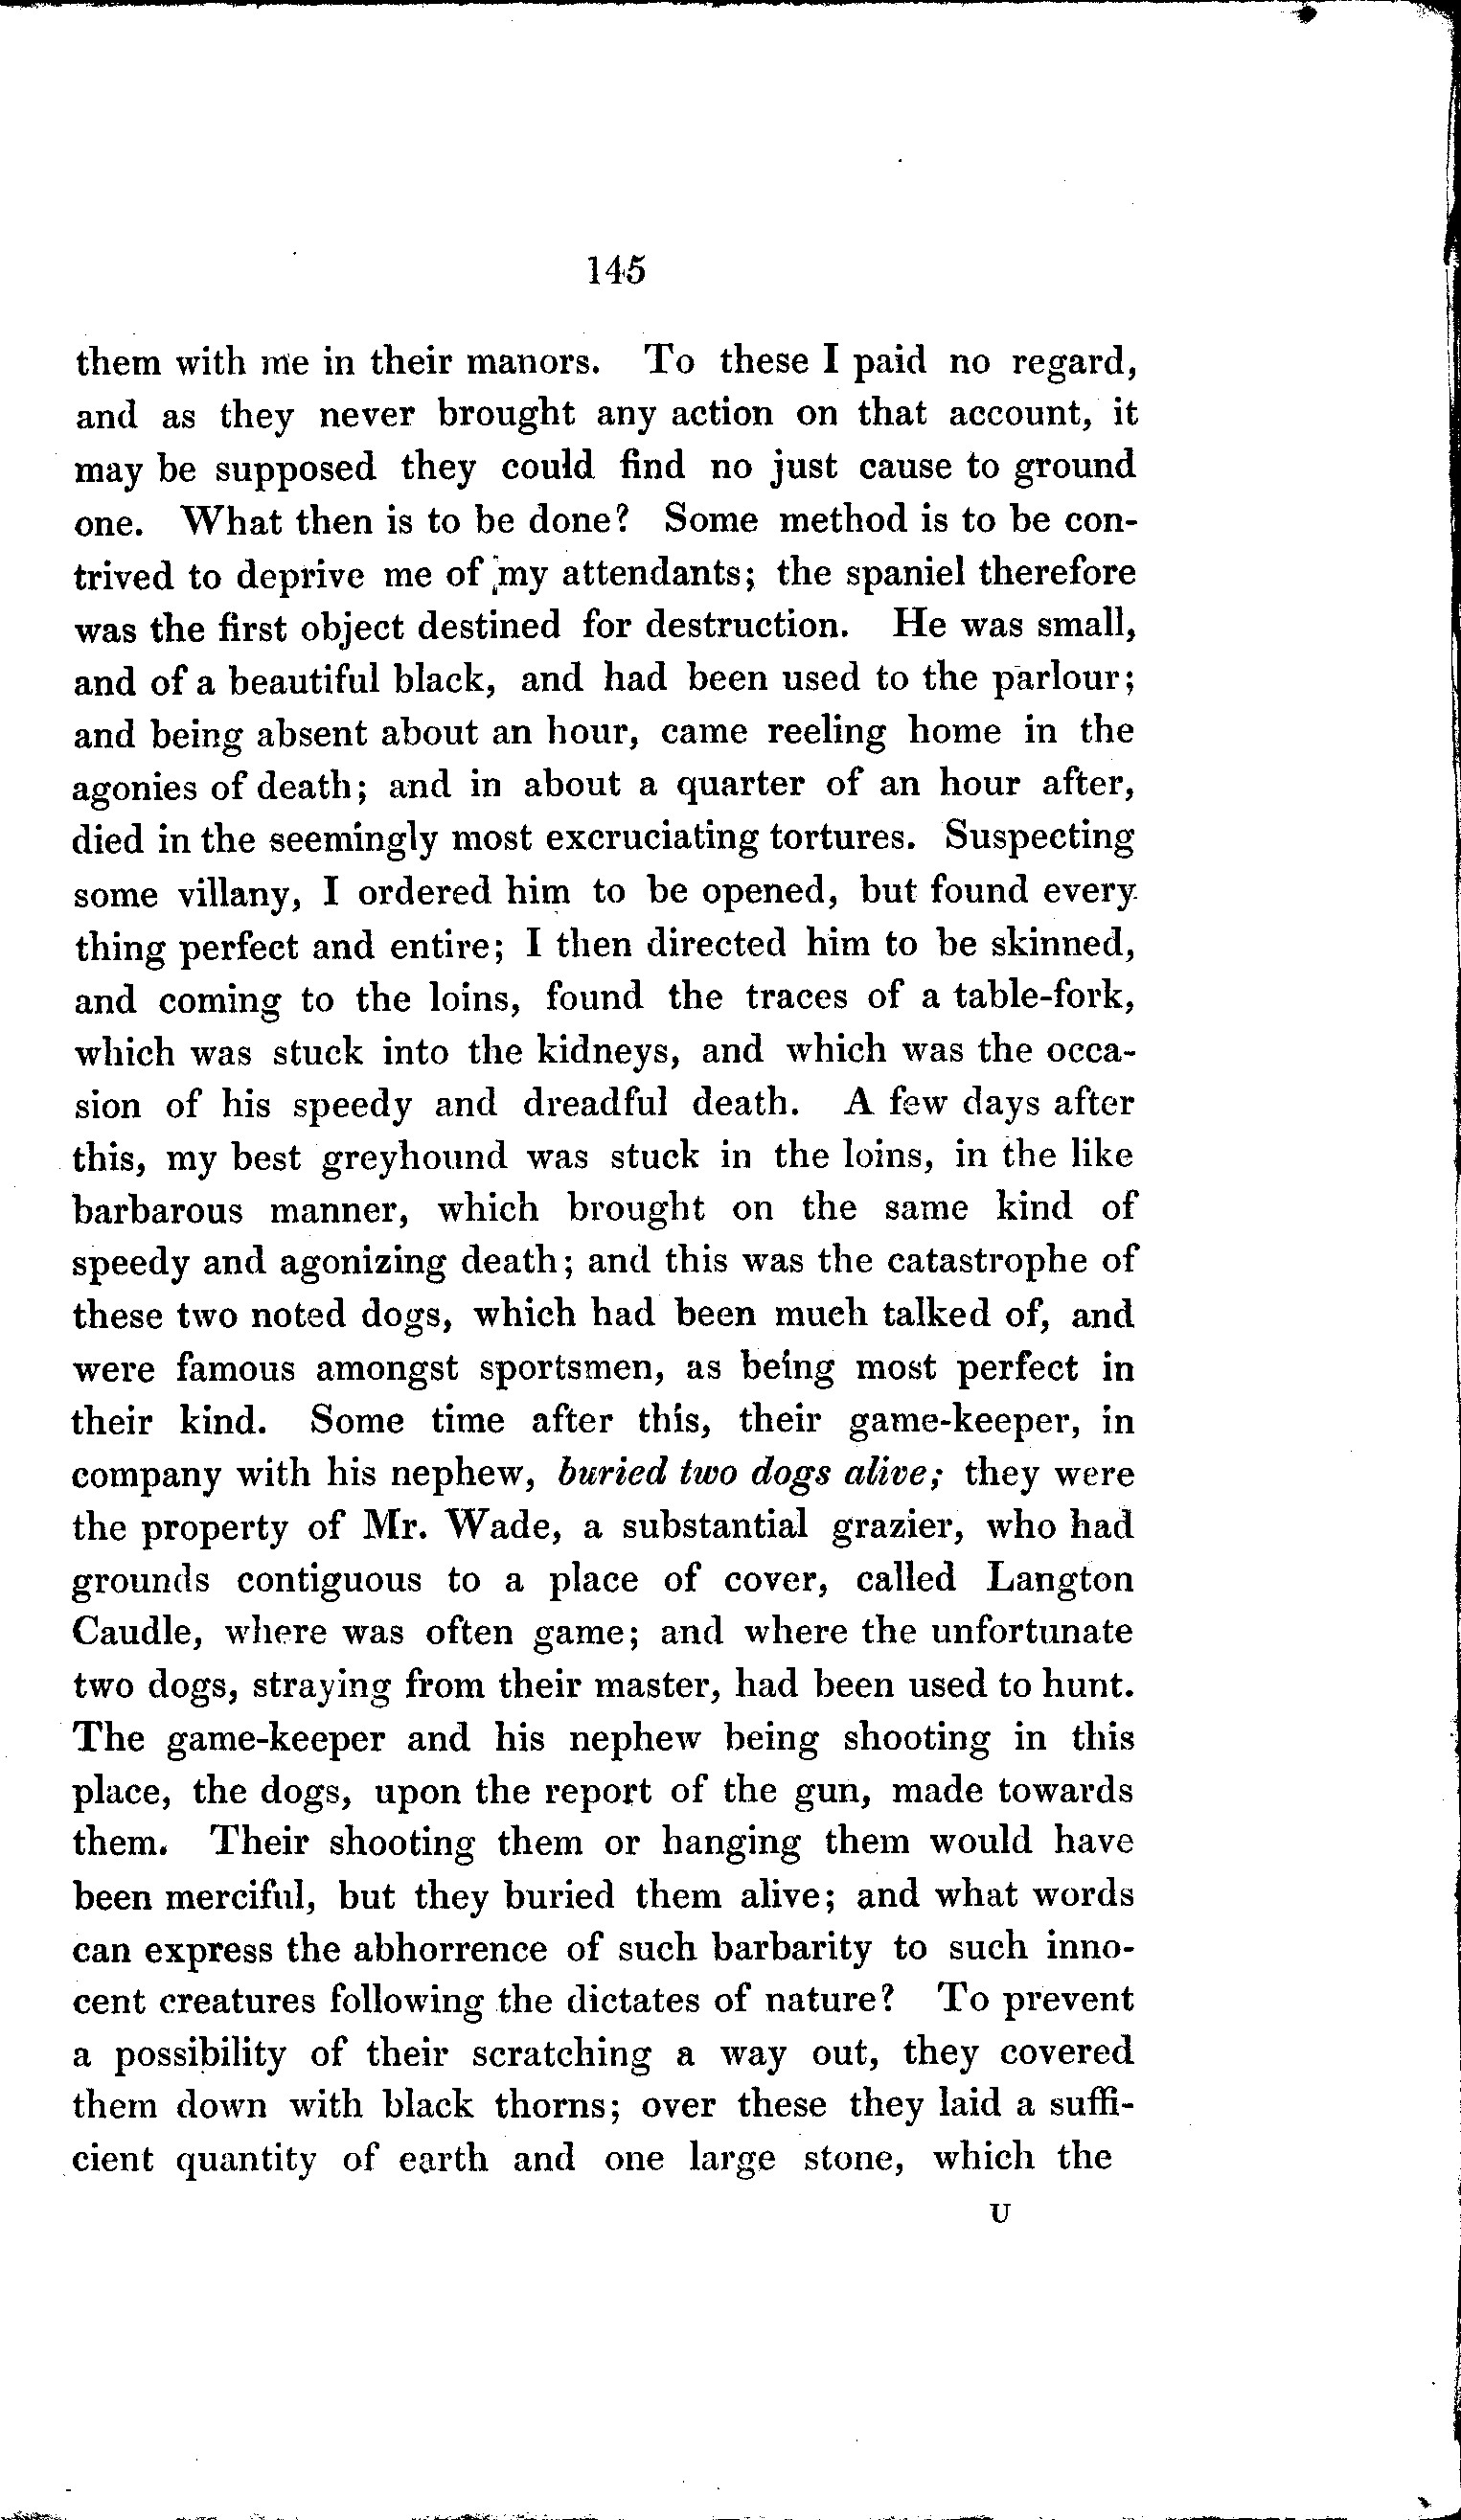 145
them with me in their manors. To these I paid no regard,
and as they never brought any action on that account, it
may be supposed they could find no just cause to ground
one. What then is to be done? Some method is to be con-
trived to deprive me of my attendants; the spaniel therefore
was the first object destined for destruction. He was small,
and of a beautiful black, and had been used to the parlour;
and being absent about an hour, came reeling home in the
agonies of death; and in about a quarter of an hour after,
died in the seemingly most excruciating tortures. Suspecting
some villany, I ordered him to be opened, but found every
thing perfect and entire; I then directed him to be skinned,
and coming to the loins, found the traces of a table-fork,
which was stuck into the kidneys, and which was the occa-
sion of his speedy and dreadful death. A few days after
this, my best greyhound was stuck in the loins, in the like
barbarous manner, which brought on the same kind of
speedy and agonizing death; and this was the catastrophe of
these two noted dogs, which had been much talked of, and
were famous amongst sportsmen, as being most perfect in
their kind. Some time after this, their game-keeper, in
company with his nephew, buried two dogs alive; they were
the property of Mr. Wade, a substantial grazier, who had
grounds contiguous to a place of cover, called Langton
Caudle, where was often game; and where the unfortunate
two dogs, straying from their master, had been used to hunt.
The game-keeper and his nephew being shooting in this
place, the dogs, upon the report of the gun, made towards
them. Their shooting them or hanging them would have
been merciful, but they buried them alive; and what words
can express the abhorrence of such barbarity to such inno-
cent creatures following the dictates of nature? To prevent
a possibility of their scratching a way out, they covered
them down with black thorns; over these they laid a suffi-
cient quantity of earth and one large stone, which the
U